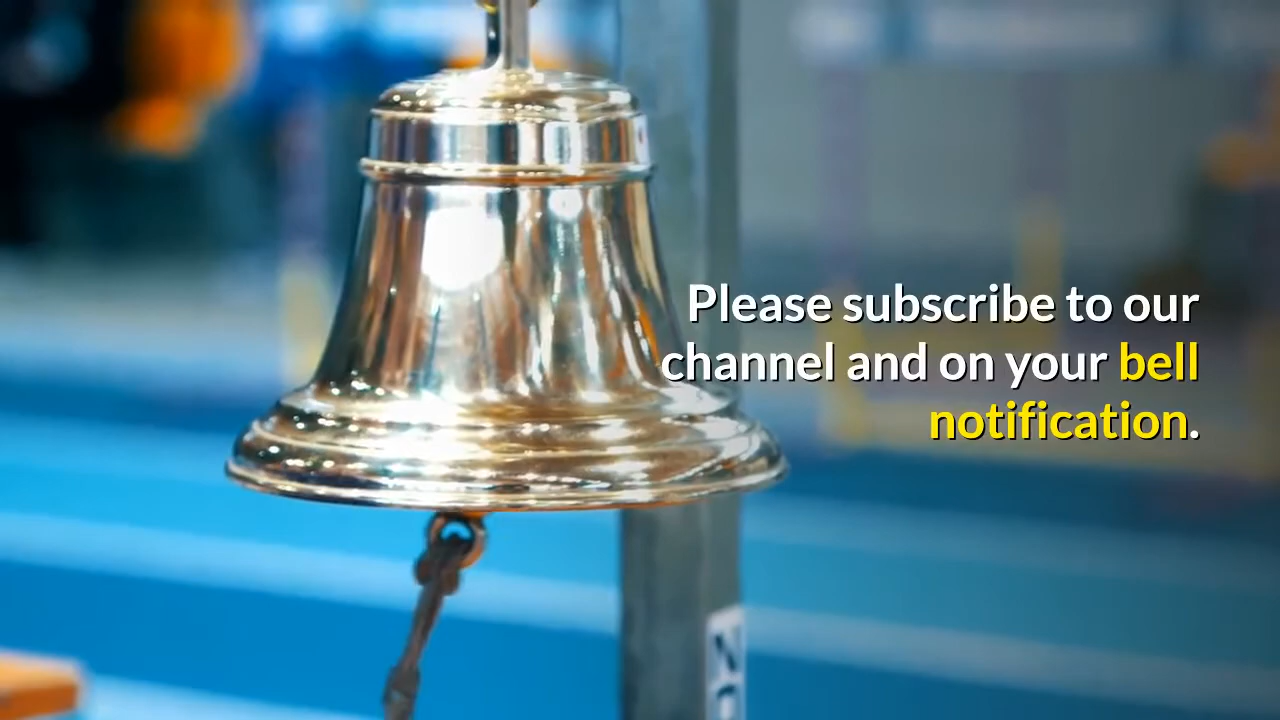 Please subscribe to our
channel and on your bell
notification.